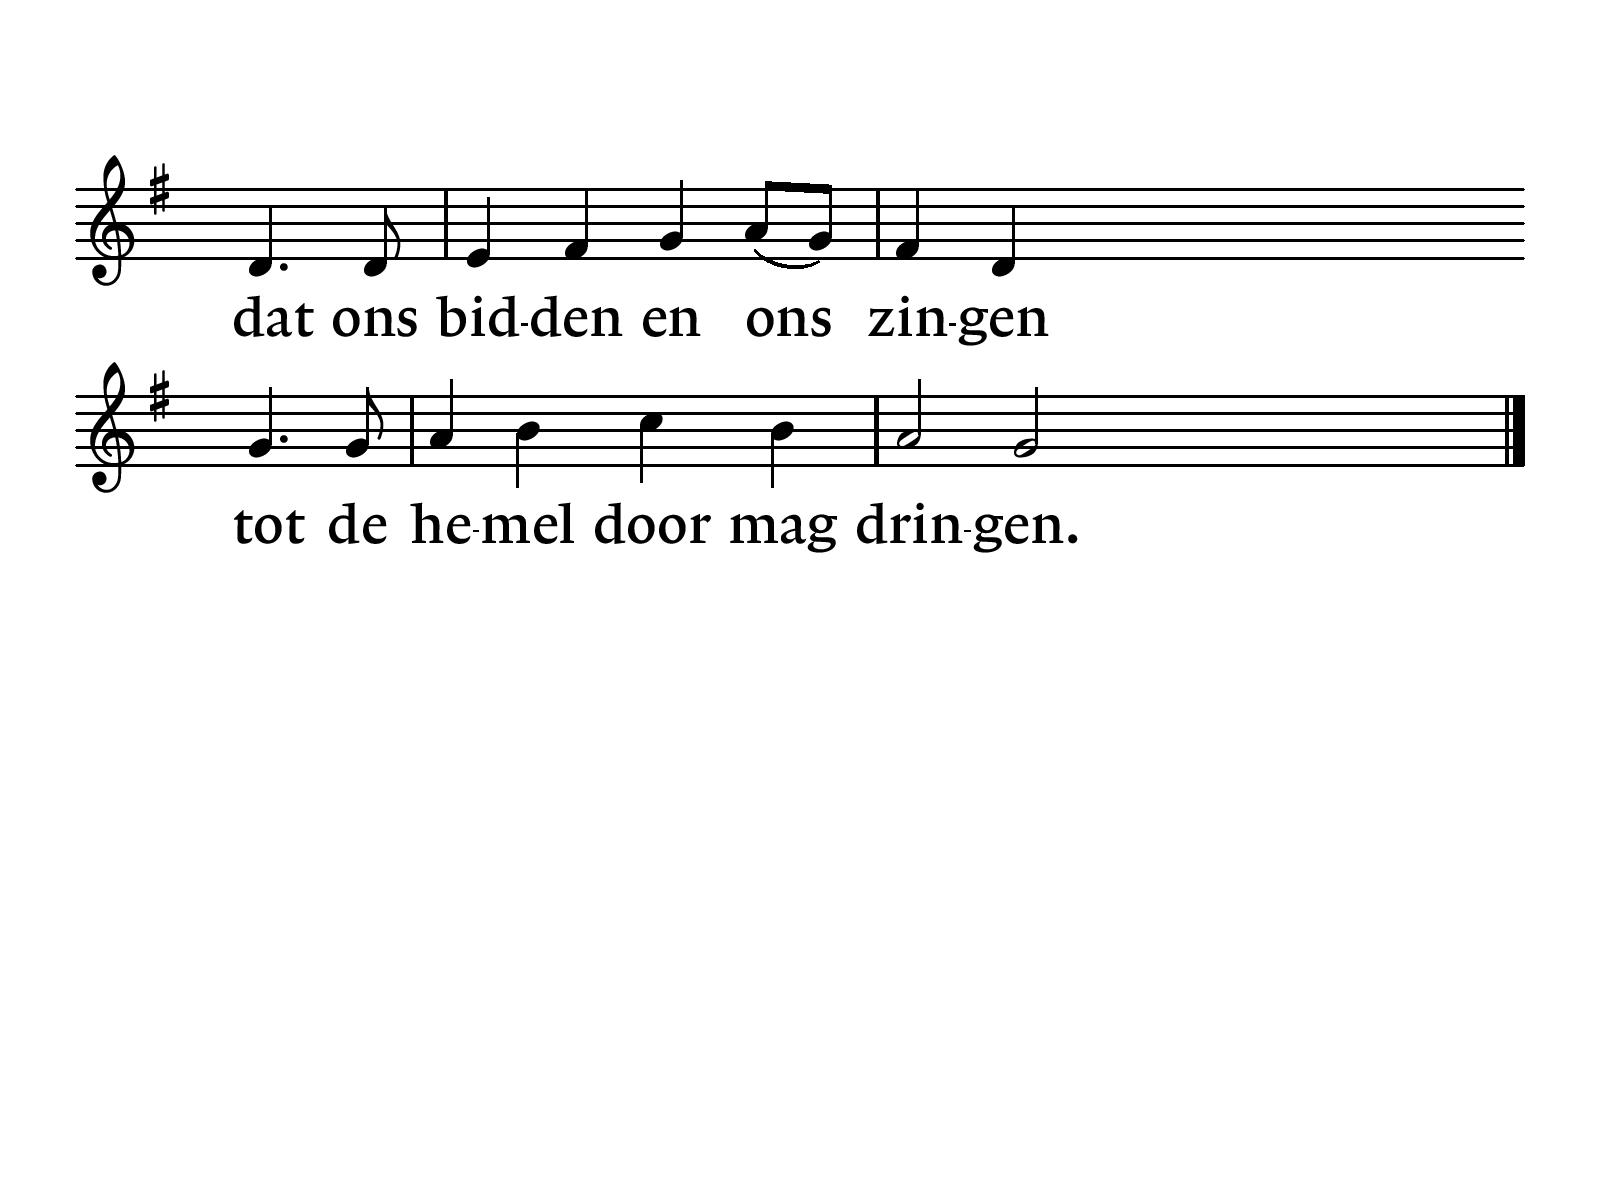 dat ons bid-den en ons zin-gen
tot de he-mel door mag drin-gen.